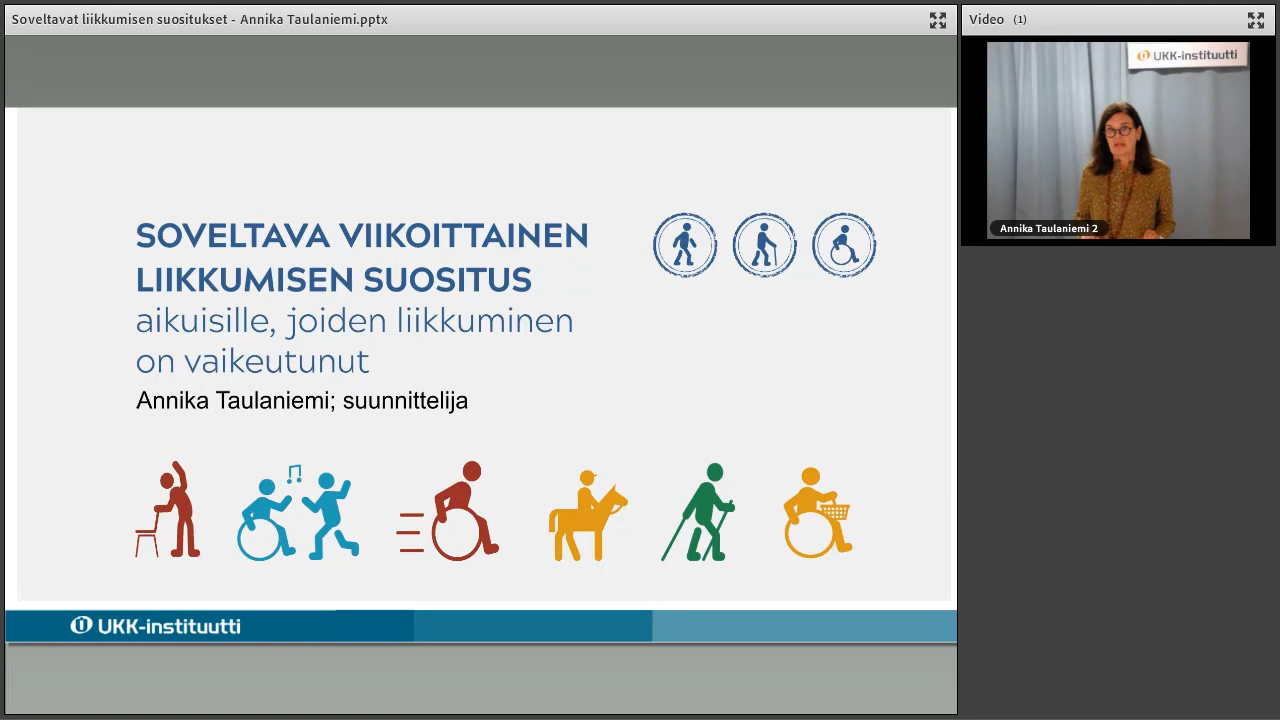 Soveltavat liikkumisen suositukset - Annika Taulaniemi.pptx
Video (1)
UKK-instituutti
Annika Taulaniemi 2
SOVELTAVA VIIKOITTAINEN
LIIKKUMISEN SUOSITUS
aikuisille, joiden liikkuminen
on vaikeutunut
Annika Taulaniemi; suunnittelija
UKK-instituutti